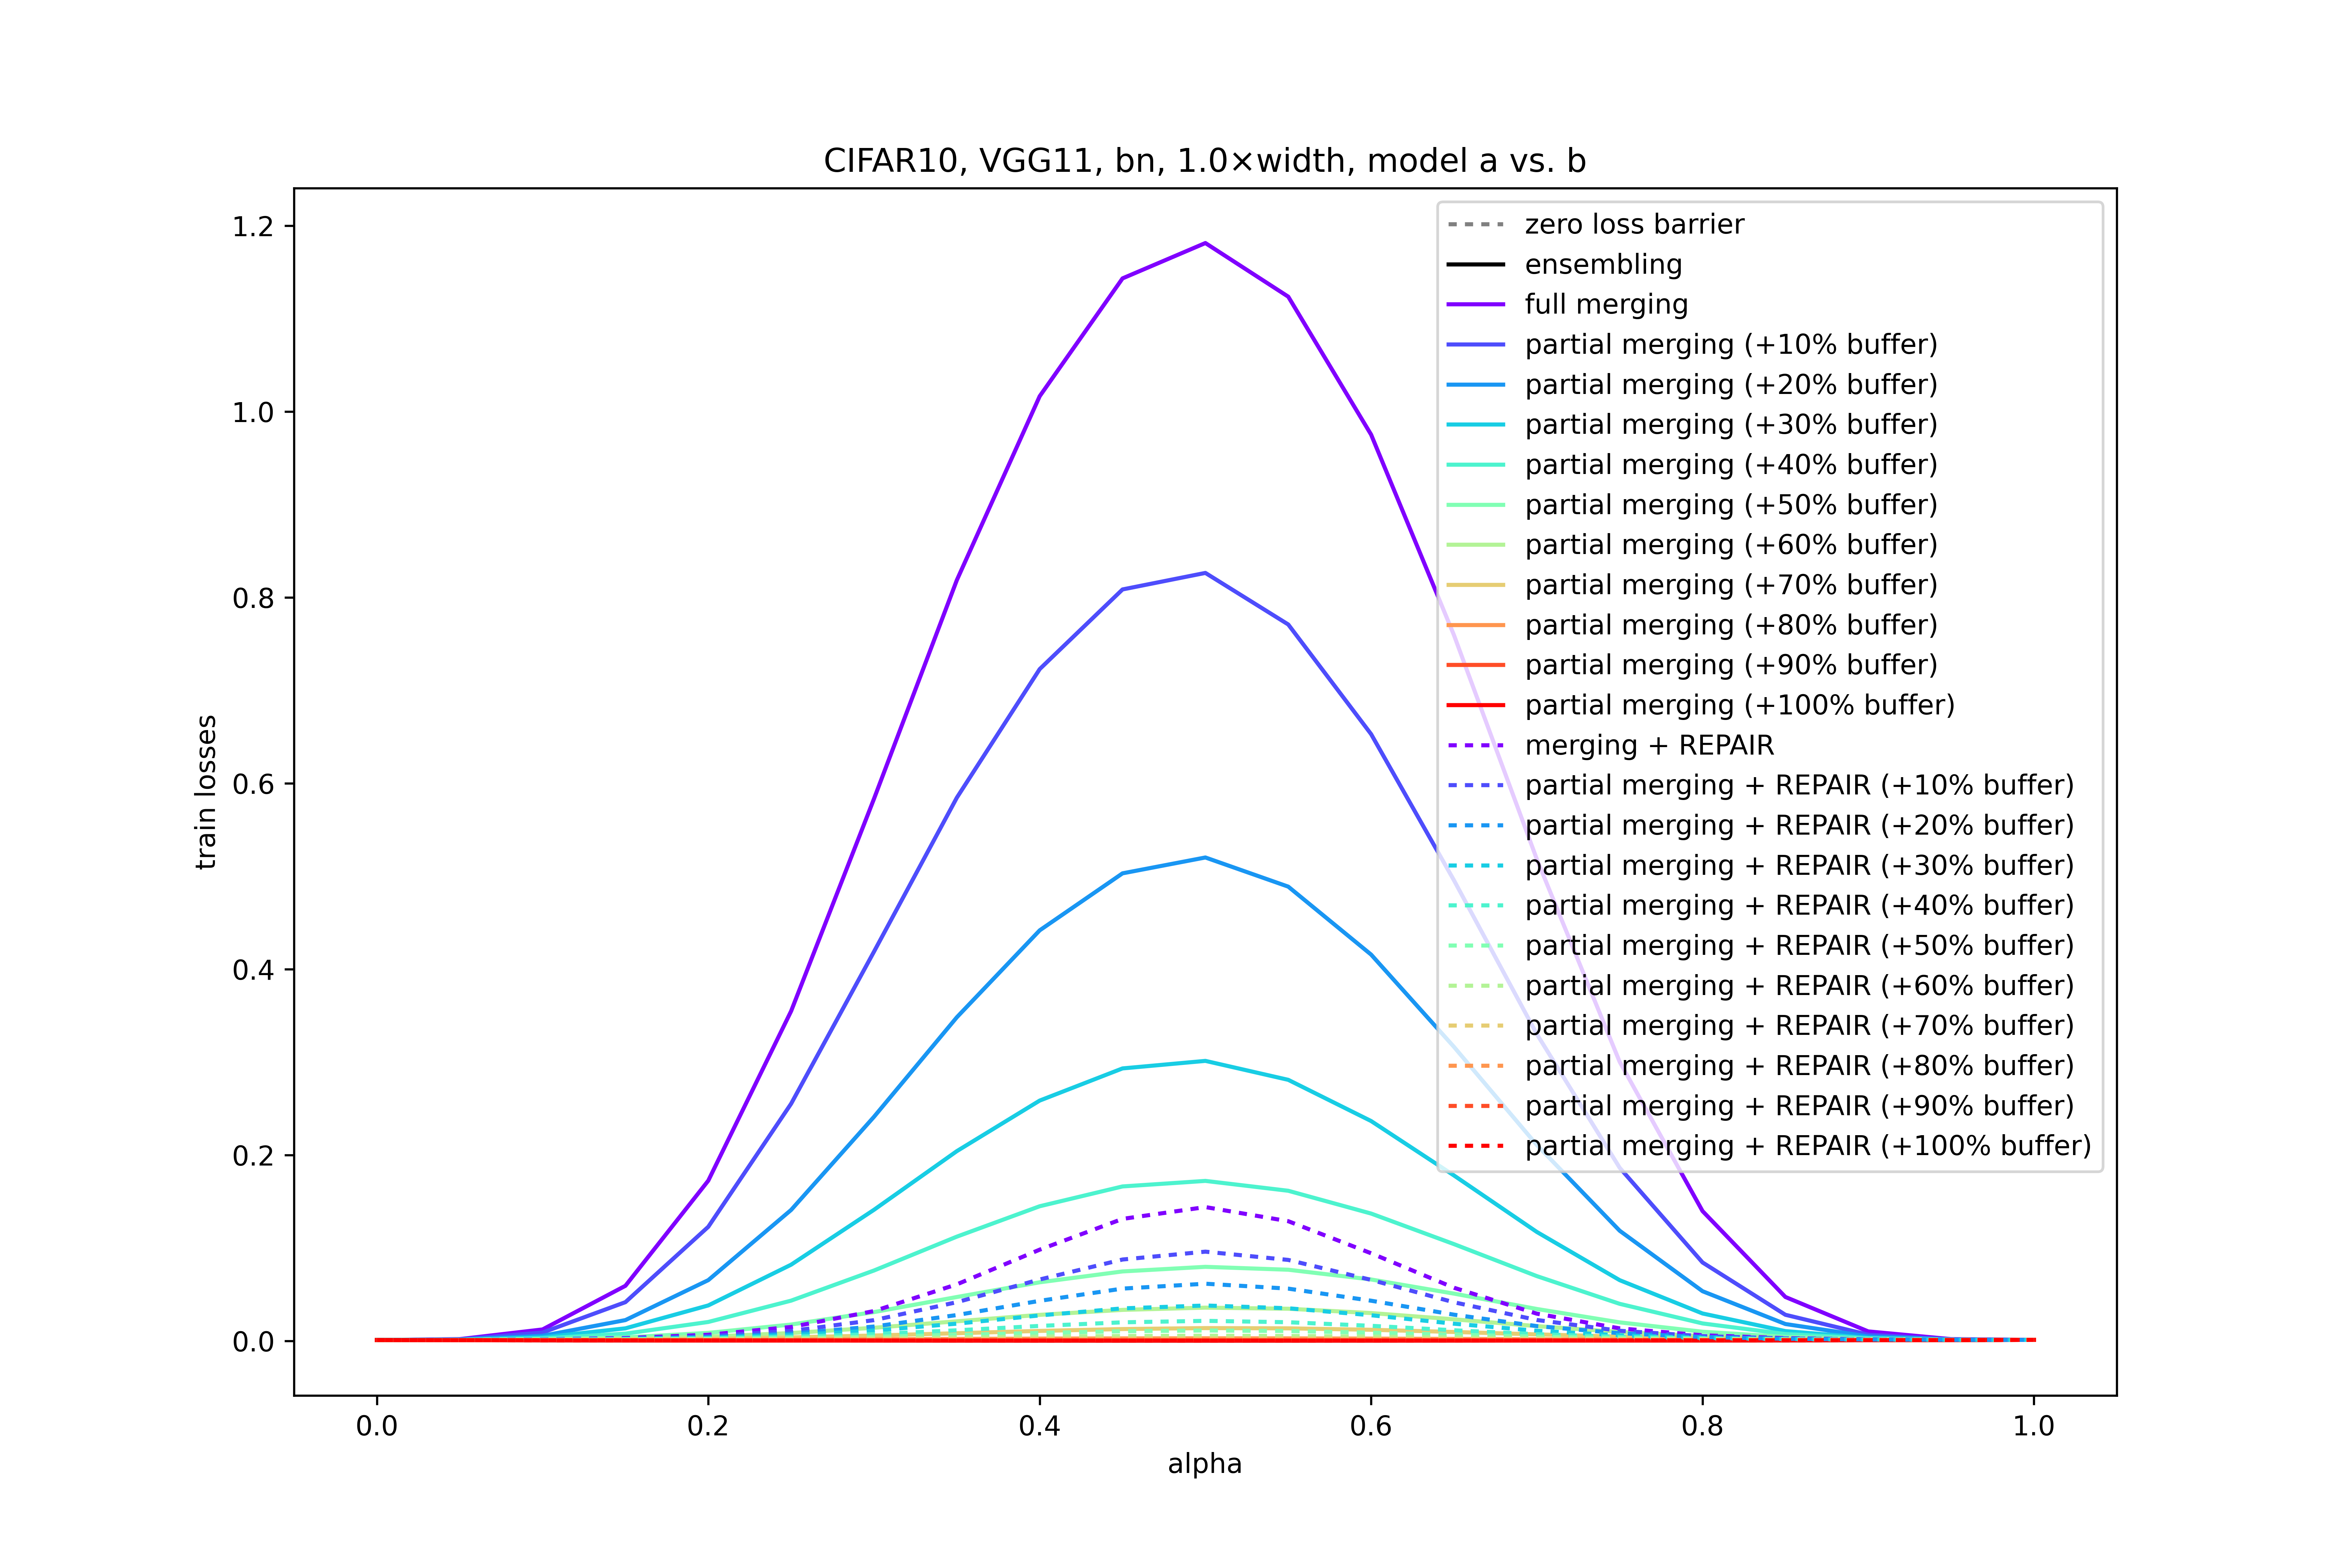 CIFAR10, VGG11, bn, 1.0×width, model a vs. b
1.2
1.0
0.8
0.6
0.4
0.2
0.0
train losses
zero loss barrier
ensembling
full merging
partial merging (+10% buffer)
partial merging (+20% buffer)
partial merging (+30% buffer)
partial merging (+40% buffer)
partial merging (+50% buffer)
partial merging (+60% buffer)
partial merging (+70% buffer)
partial merging (+80% buffer)
partial merging (+90% buffer)
partial merging (+100% buffer)
merging + REPAIR
partial merging + REPAIR (+10% buffer)
partial merging + REPAIR (+20% buffer)
partial merging + REPAIR (+30% buffer)
partial merging + REPAIR (+40% buffer)
partial merging + REPAIR (+50% buffer)
partial merging + REPAIR (+60% buffer)
partial merging + REPAIR (+70% buffer)
partial merging + REPAIR (+80% buffer)
partial merging + REPAIR (+90% buffer)
partial merging + REPAIR (+100% buffer)
0.0 0.2 0.4 0.6 0.8 1.0
alpha